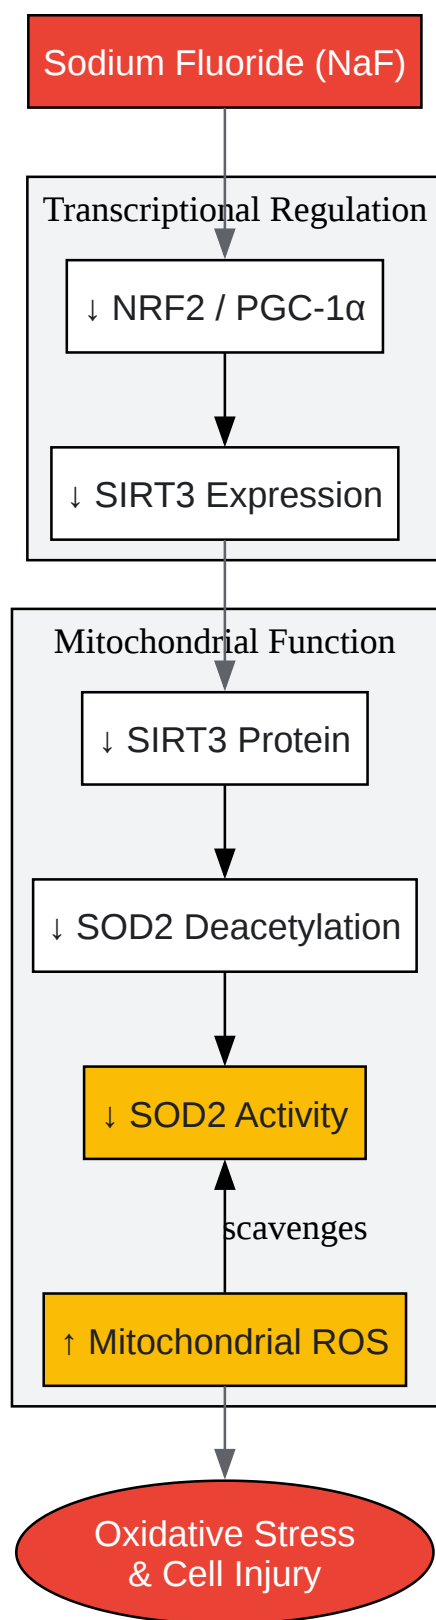 Sodium Fluoride (NaF)
Transcriptional Regulation
↓ NRF2 / PGC-1α
↓ SIRT3 Expression
Mitochondrial Function
↓ SIRT3 Protein
↓ SOD2 Deacetylation
↓ SOD2 Activity
scavenges
↑ Mitochondrial ROS
Oxidative Stress
& Cell Injury